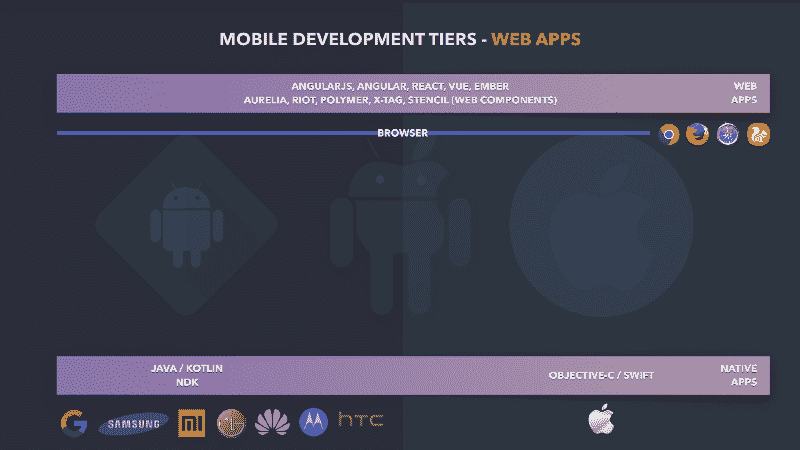 MOBILE DEVELOPMENT TIERS - WEB APPS
ANGULARJS, ANGULAR, REACT, VUE, EMBER
AURELIA, RIOT, POLYMER, X-TAG, STENCIL (WEB COMPONENTS)
WEB
APPS
BROWSER
JAVA / KOTLIN
NDK
OBJECTIVE-C / SWIFT
NATIVE
APPS
SAMSUNG
hTC